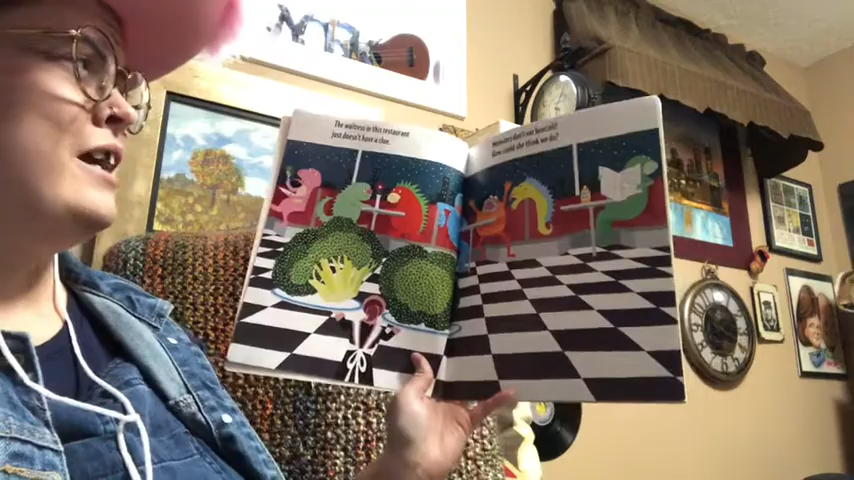 The waitress in this restaurant
just doesn't have a clue.
Monsters don't eat broccoli!
How could she think we do?